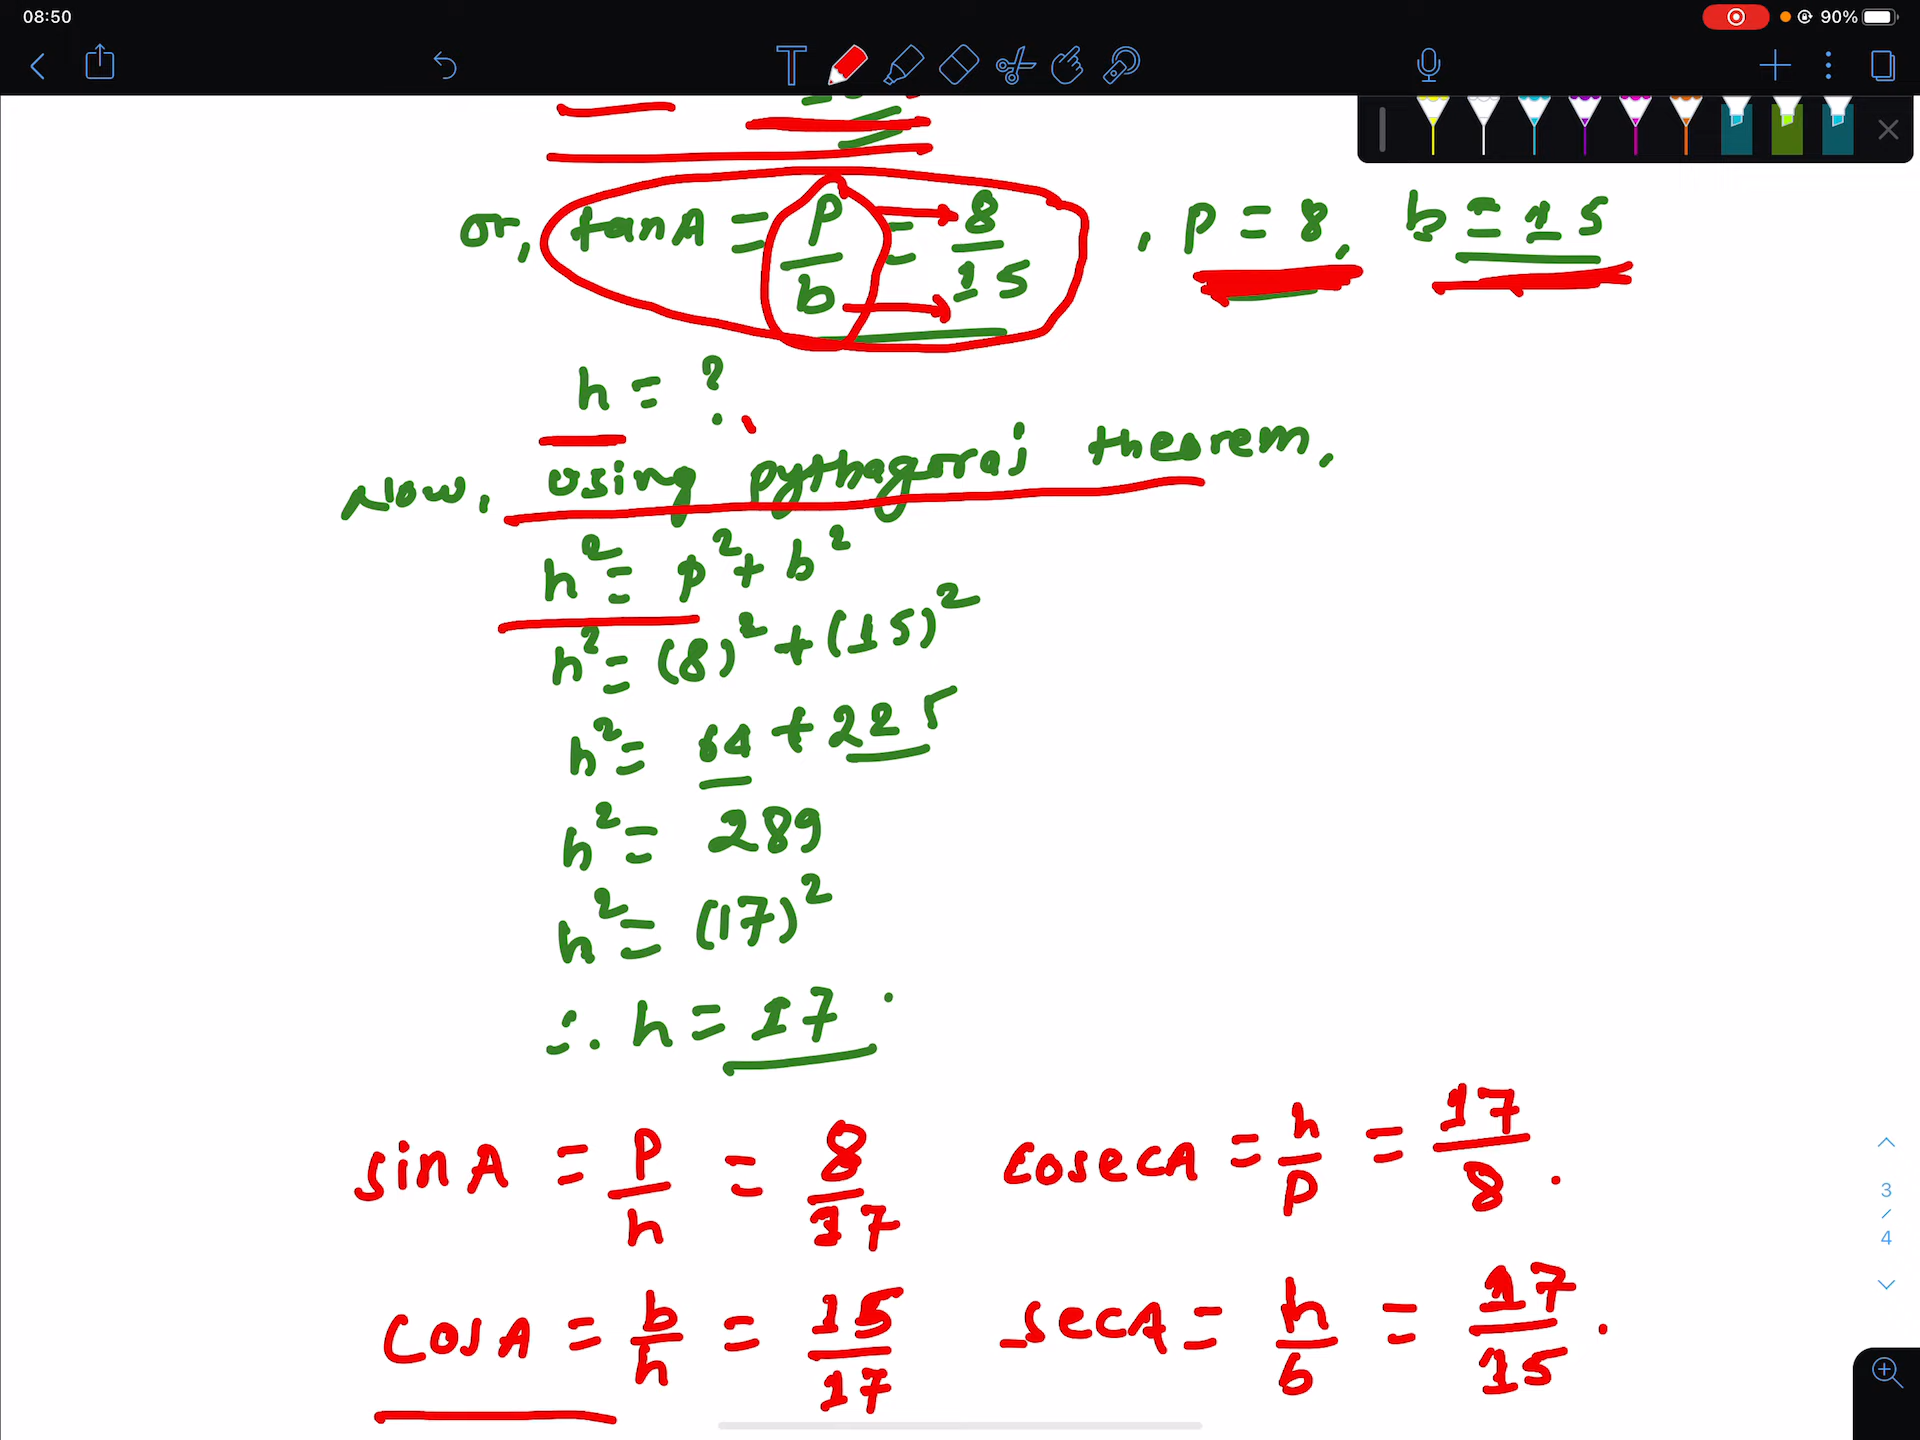 08:50
90%
or, tanA = p/b = 8/15 , p = 8, b = 15
h = ?
Now, using pythagoras theorem,
h² = p² + b²
h² = (8)² + (15)²
h² = 64 + 225
h² = 289
h² = (17)²
∴ h = 17 .
sinA = p/h = 8/17
cosecA = h/p = 17/8 .
cosA = b/h = 15/17
secA = h/b = 17/15 .
3 / 4